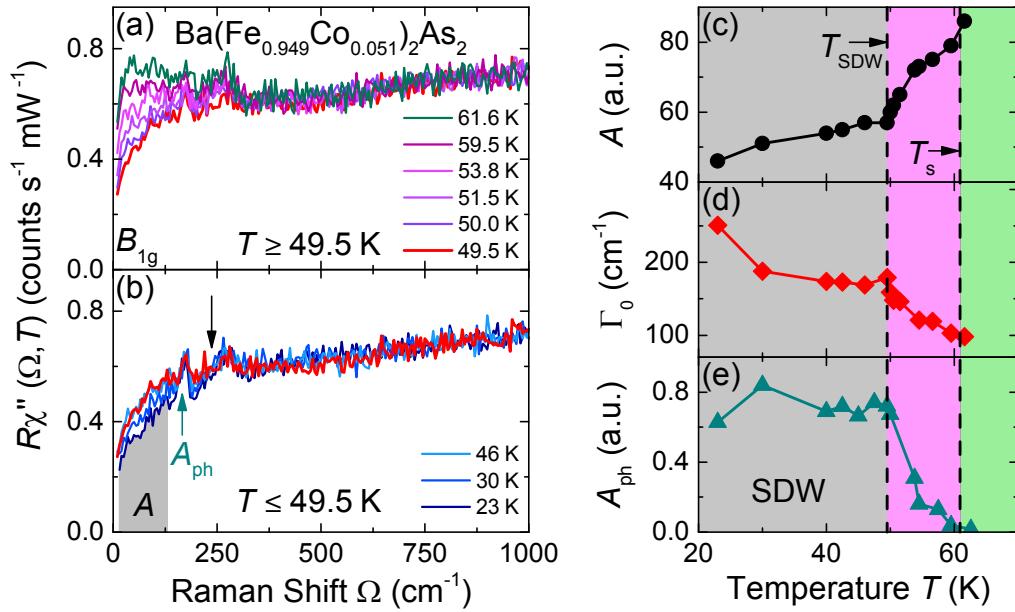 (a) Ba(Fe0.949Co0.051)2As2
0.8
0.4
0.0
61.6 K
59.5 K
53.8 K
51.5 K
50.0 K
49.5 K
B1g T ≥ 49.5 K
Rχ'' (Ω, T) (counts s-1 mW-1)
(b)
0.8
0.4
0.0
Aph
A
46 K
30 K
23 K
T ≤ 49.5 K
0 250 500 750 1000
Raman Shift Ω (cm-1)
(c)
TSDW
Ts
80
60
40
A (a.u.)
(d)
200
100
Γ0 (cm-1)
(e)
0.8
0.4
0.0
Aph (a.u.)
SDW
20 40 60
Temperature T (K)